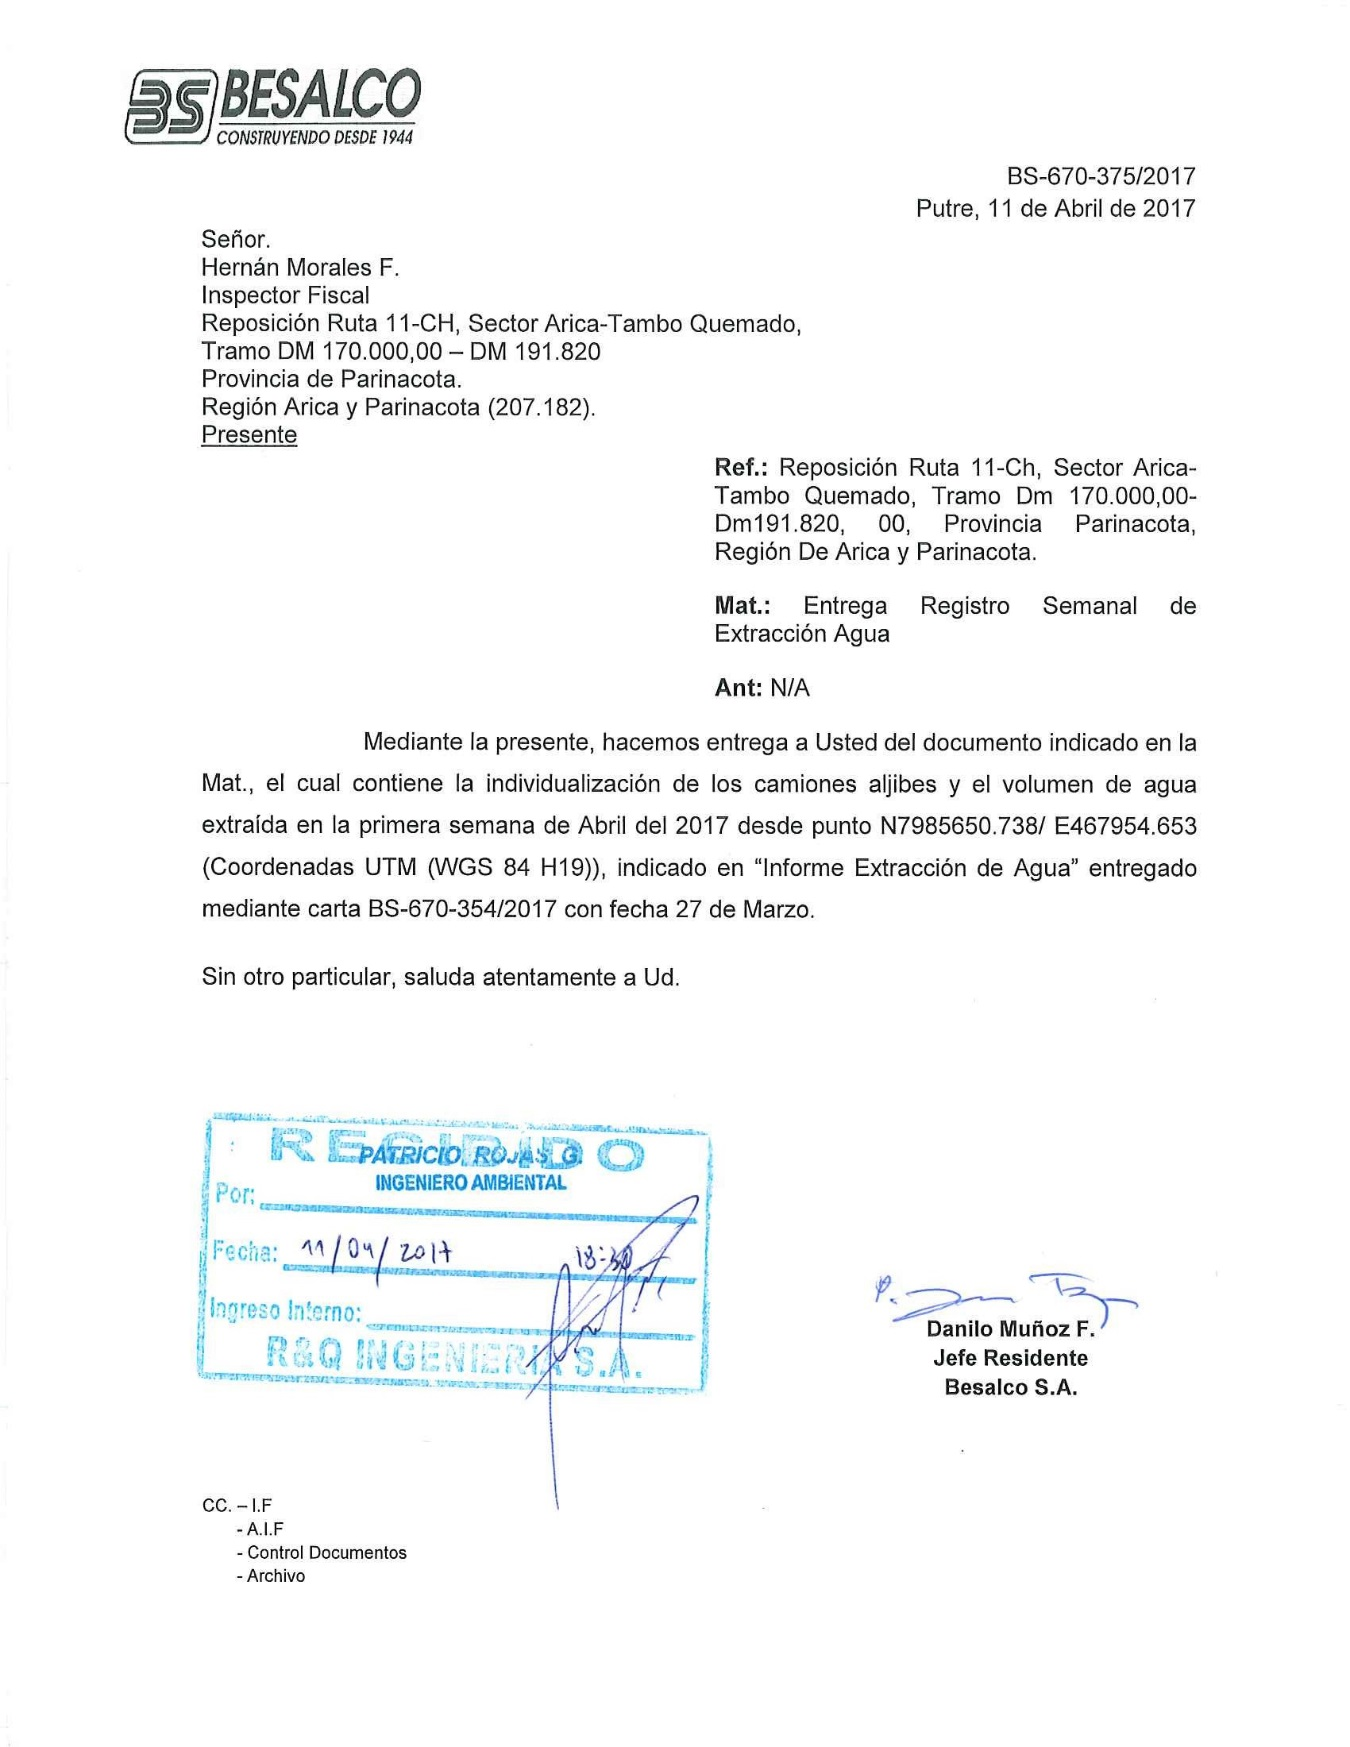 BS BESALCO
CONSTRUYENDO DESDE 1944
BS-670-375/2017
Putre, 11 de Abril de 2017
Señor.
Hernán Morales F.
Inspector Fiscal
Reposición Ruta 11-CH, Sector Arica-Tambo Quemado,
Tramo DM 170.000,00 – DM 191.820
Provincia de Parinacota.
Región Arica y Parinacota (207.182).
Presente
Ref.: Reposición Ruta 11-Ch, Sector Arica-
Tambo Quemado, Tramo Dm 170.000,00-
Dm191.820, 00, Provincia Parinacota,
Región De Arica y Parinacota.
Mat.: Entrega Registro Semanal de
Extracción Agua
Ant: N/A
Mediante la presente, hacemos entrega a Usted del documento indicado en la
Mat., el cual contiene la individualización de los camiones aljibes y el volumen de agua
extraída en la primera semana de Abril del 2017 desde punto N7985650.738/ E467954.653
(Coordenadas UTM (WGS 84 H19)), indicado en “Informe Extracción de Agua” entregado
mediante carta BS-670-354/2017 con fecha 27 de Marzo.
Sin otro particular, saluda atentamente a Ud.
RECIBIDO
PATRICIO ROJAS G.
INGENIERO AMBIENTAL
Por:
Fecha: 11/04/2017 18:30
Ingreso Interno:
R&Q INGENIERIA S.A.
Danilo Muñoz F.
Jefe Residente
Besalco S.A.
CC. – I.F
- A.I.F
- Control Documentos
- Archivo